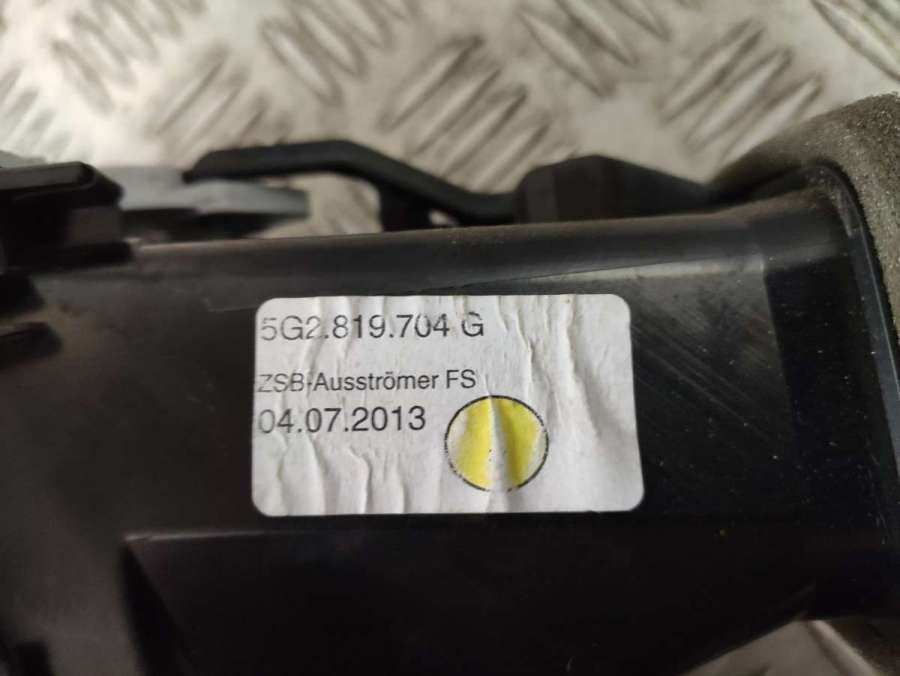 5G2.819.704 G
ZSB-Ausströmer FS
04.07.2013